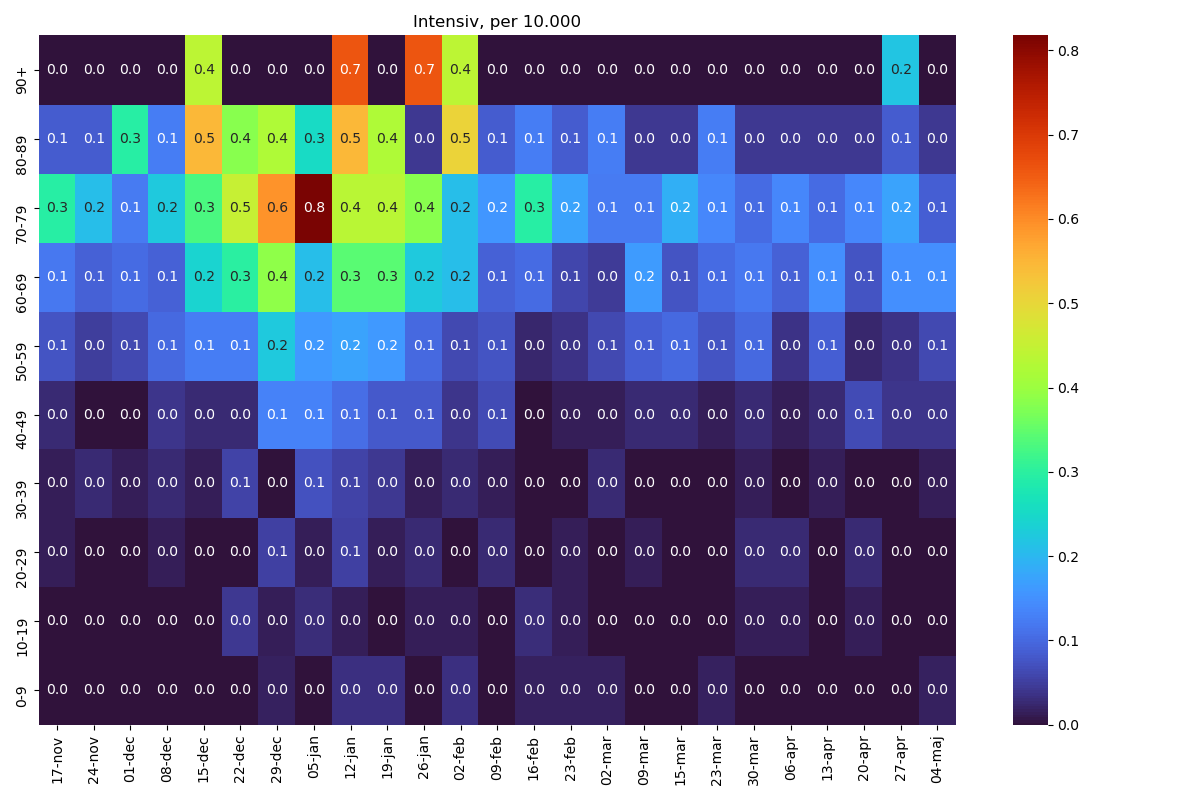 Intensiv, per 10.000
90+ 0.0 0.0 0.0 0.0 0.4 0.0 0.0 0.0 0.7 0.0 0.7 0.4 0.0 0.0 0.0 0.0 0.0 0.0 0.0 0.0 0.0 0.0 0.0 0.2 0.0
80-89 0.1 0.1 0.3 0.1 0.5 0.4 0.4 0.3 0.5 0.4 0.0 0.5 0.1 0.1 0.1 0.1 0.0 0.0 0.1 0.0 0.0 0.0 0.0 0.1 0.0
70-79 0.3 0.2 0.1 0.2 0.3 0.5 0.6 0.8 0.4 0.4 0.4 0.2 0.2 0.3 0.2 0.1 0.1 0.2 0.1 0.1 0.1 0.1 0.1 0.2 0.1
60-69 0.1 0.1 0.1 0.1 0.2 0.3 0.4 0.2 0.3 0.3 0.2 0.2 0.1 0.1 0.1 0.0 0.2 0.1 0.1 0.1 0.1 0.1 0.1 0.1 0.1
50-59 0.1 0.0 0.1 0.1 0.1 0.1 0.2 0.2 0.2 0.2 0.1 0.1 0.1 0.0 0.0 0.1 0.1 0.1 0.1 0.1 0.0 0.1 0.0 0.0 0.1
40-49 0.0 0.0 0.0 0.0 0.0 0.0 0.1 0.1 0.1 0.1 0.1 0.0 0.1 0.0 0.0 0.0 0.0 0.0 0.0 0.0 0.0 0.0 0.1 0.0 0.0
30-39 0.0 0.0 0.0 0.0 0.0 0.1 0.0 0.1 0.1 0.0 0.0 0.0 0.0 0.0 0.0 0.0 0.0 0.0 0.0 0.0 0.0 0.0 0.0 0.0 0.0
20-29 0.0 0.0 0.0 0.0 0.0 0.0 0.1 0.0 0.1 0.0 0.0 0.0 0.0 0.0 0.0 0.0 0.0 0.0 0.0 0.0 0.0 0.0 0.0 0.0 0.0
10-19 0.0 0.0 0.0 0.0 0.0 0.0 0.0 0.0 0.0 0.0 0.0 0.0 0.0 0.0 0.0 0.0 0.0 0.0 0.0 0.0 0.0 0.0 0.0 0.0 0.0
0-9 0.0 0.0 0.0 0.0 0.0 0.0 0.0 0.0 0.0 0.0 0.0 0.0 0.0 0.0 0.0 0.0 0.0 0.0 0.0 0.0 0.0 0.0 0.0 0.0 0.0
17-nov 24-nov 01-dec 08-dec 15-dec 22-dec 29-dec 05-jan 12-jan 19-jan 26-jan 02-feb 09-feb 16-feb 23-feb 02-mar 09-mar 15-mar 23-mar 30-mar 06-apr 13-apr 20-apr 27-apr 04-maj
0.8
0.7
0.6
0.5
0.4
0.3
0.2
0.1
0.0